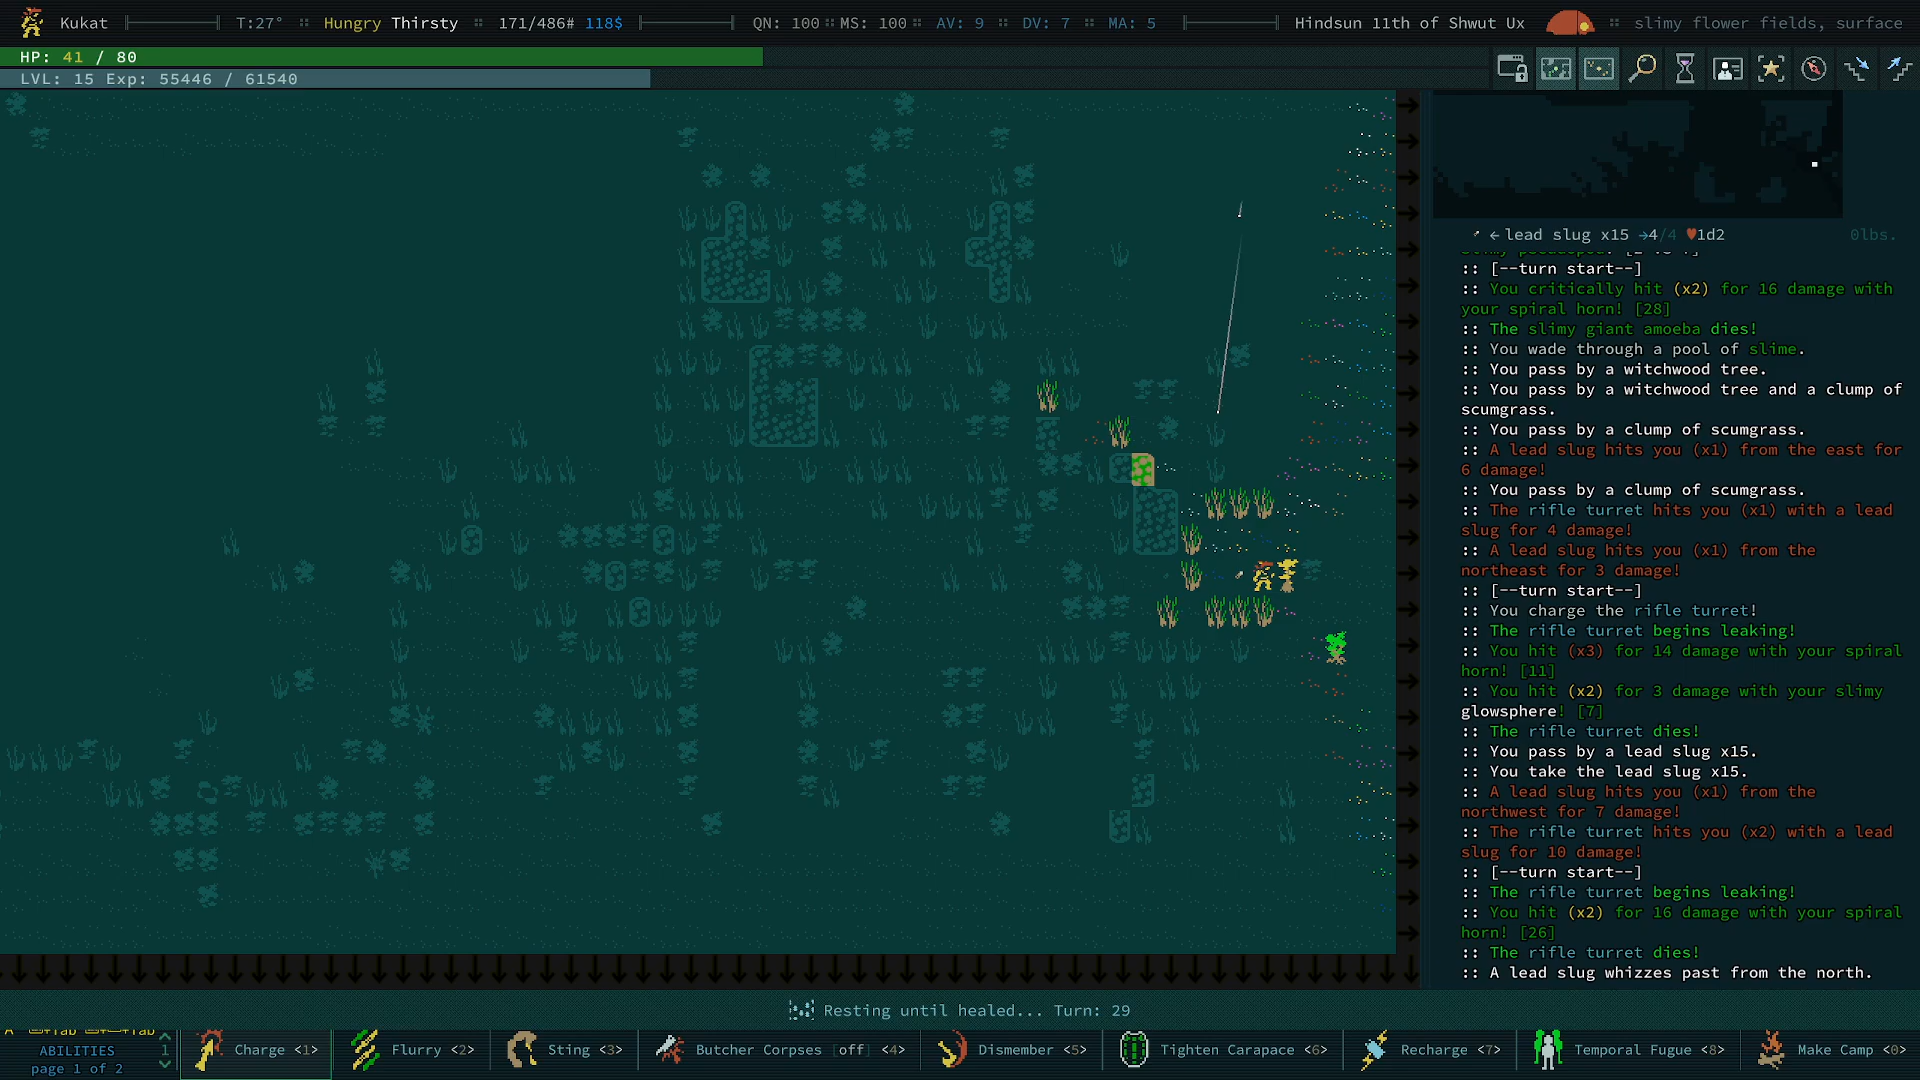 Kukat T:27° Hungry Thirsty 171/486# 118$ QN: 100 MS: 100 AV: 9 DV: 7 MA: 5 Hindsun 11th of Shwut Ux slimy flower fields, surface
HP: 41 / 80
LVL: 15 Exp: 55446 / 61540
lead slug x15 →4/4 ♥1d2 0lbs.
:: [--turn start--]
:: You critically hit (x2) for 16 damage with
your spiral horn! [28]
:: The slimy giant amoeba dies!
:: You wade through a pool of slime.
:: You pass by a witchwood tree.
:: You pass by a witchwood tree and a clump of
scumgrass.
:: You pass by a clump of scumgrass.
:: A lead slug hits you (x1) from the east for
6 damage!
:: You pass by a clump of scumgrass.
:: The rifle turret hits you (x1) with a lead
slug for 4 damage!
:: A lead slug hits you (x1) from the
northeast for 3 damage!
:: [--turn start--]
:: You charge the rifle turret!
:: The rifle turret begins leaking!
:: You hit (x3) for 14 damage with your spiral
horn! [11]
:: You hit (x2) for 3 damage with your slimy
glowsphere! [7]
:: The rifle turret dies!
:: You pass by a lead slug x15.
:: You take the lead slug x15.
:: A lead slug hits you (x1) from the
northwest for 7 damage!
:: The rifle turret hits you (x2) with a lead
slug for 10 damage!
:: [--turn start--]
:: The rifle turret begins leaking!
:: You hit (x2) for 16 damage with your spiral
horn! [26]
:: The rifle turret dies!
:: A lead slug whizzes past from the north.
Resting until healed... Turn: 29
ABILITIES 1
page 1 of 2
Charge <1> Flurry <2> Sting <3> Butcher Corpses [off] <4> Dismember <5> Tighten Carapace <6> Recharge <7> Temporal Fugue <8> Make Camp <0>